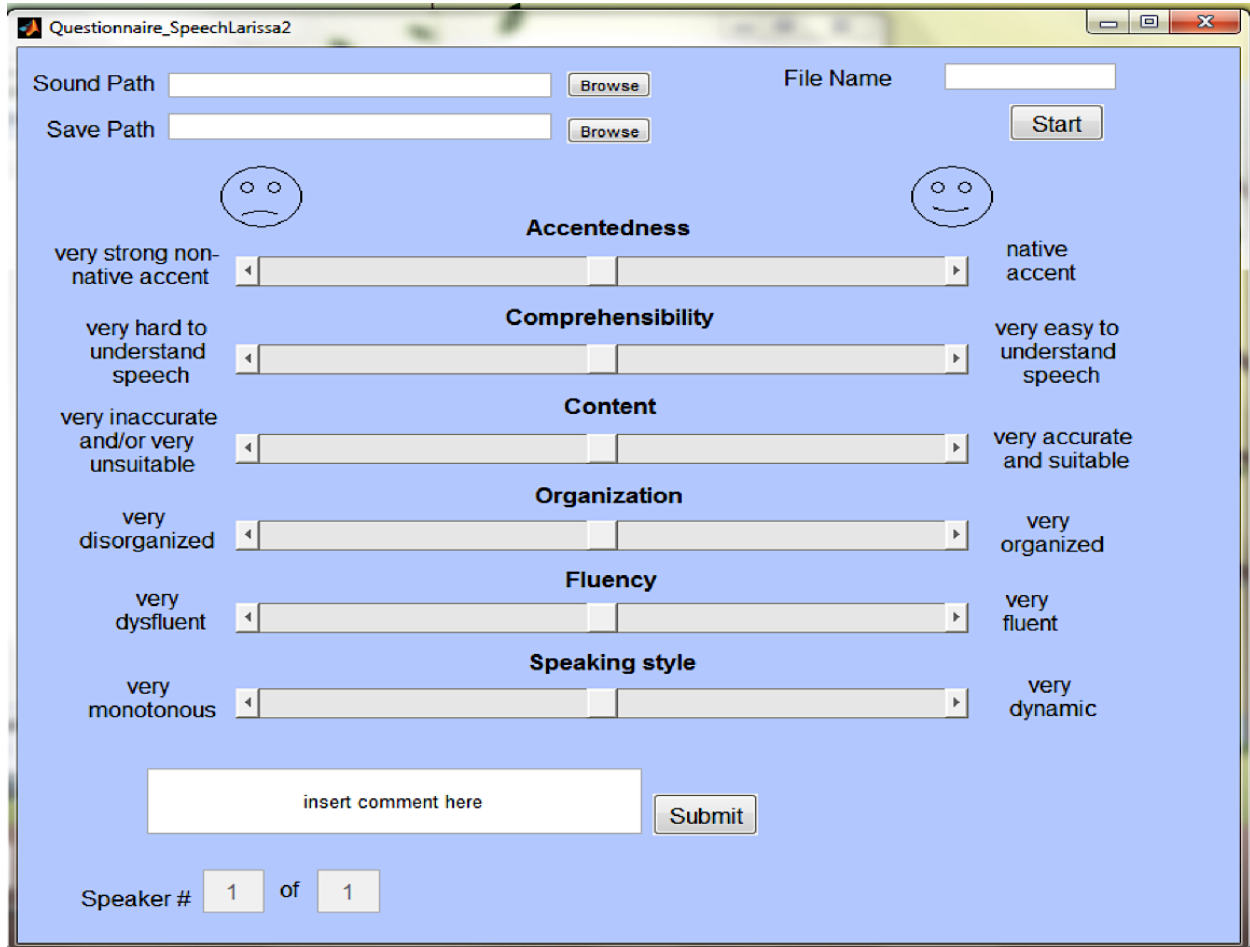 Questionnaire_SpeechLarissa2
Sound Path
Browse
File Name
Save Path
Browse
Start
Accentedness
very strong non-
native accent
native
accent
Comprehensibility
very hard to
understand
speech
very easy to
understand
speech
Content
very inaccurate
and/or very
unsuitable
very accurate
and suitable
Organization
very
disorganized
very
organized
Fluency
very
dysfluent
very
fluent
Speaking style
very
monotonous
very
dynamic
insert comment here
Submit
Speaker # 1 of 1